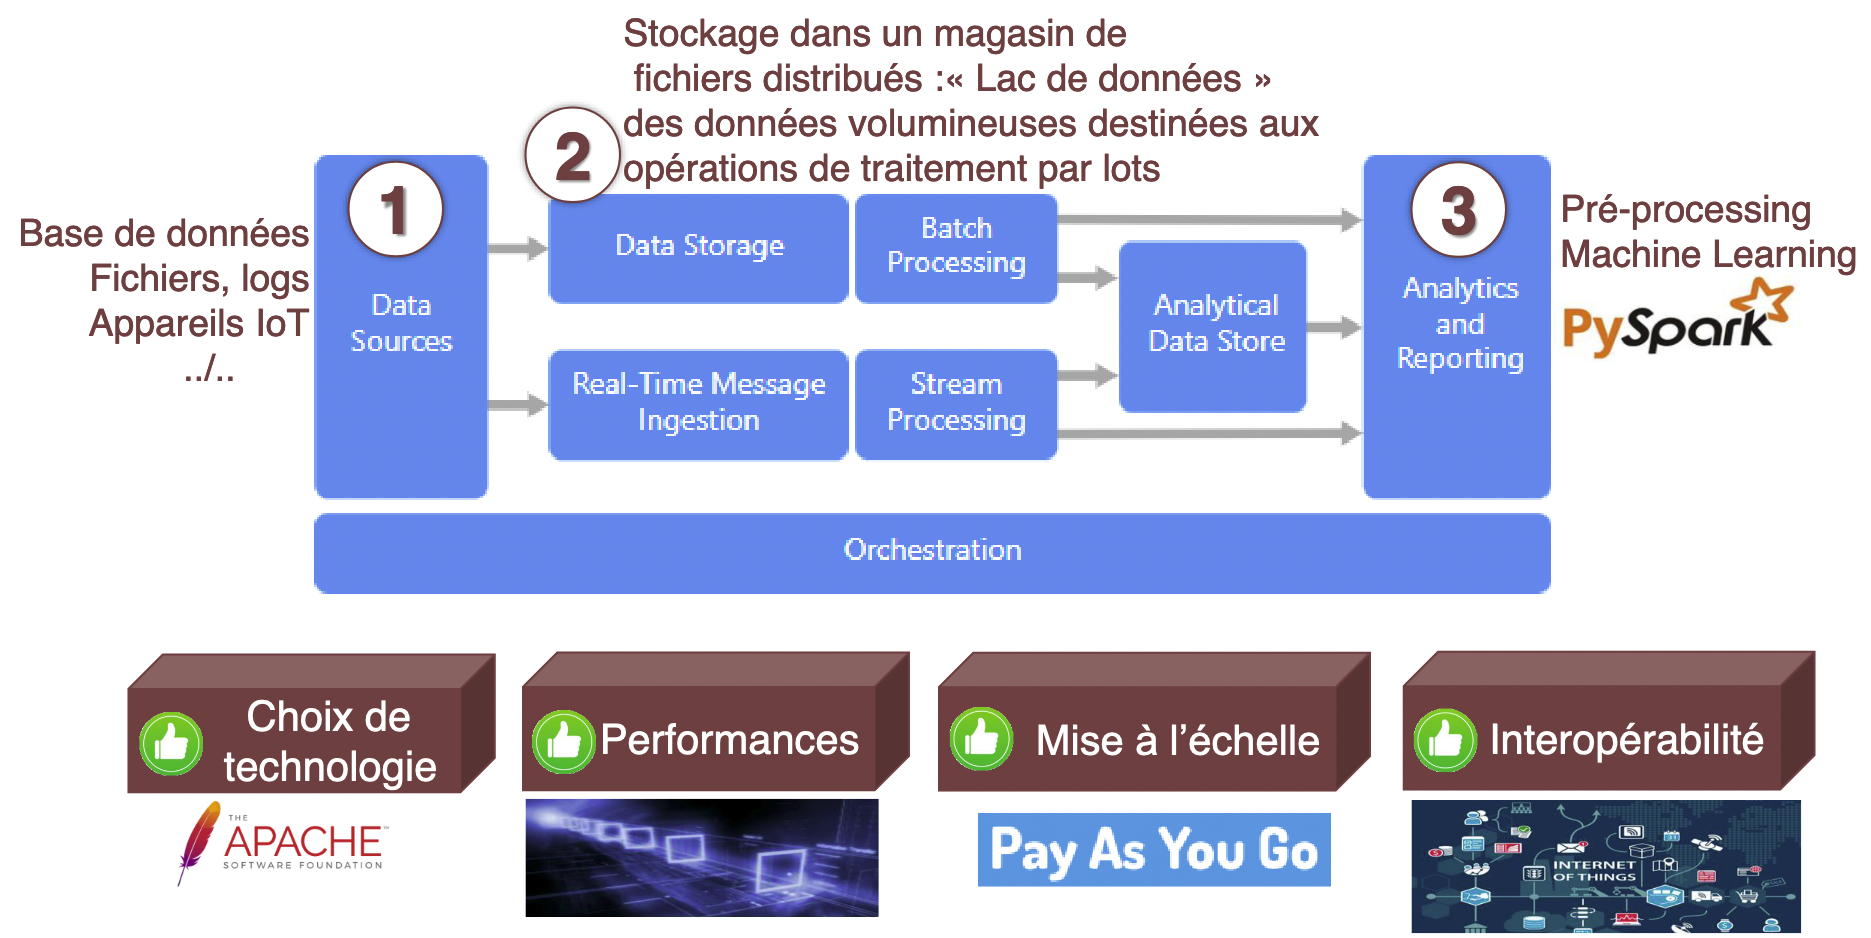 Stockage dans un magasin de
fichiers distribués :« Lac de données »
des données volumineuses destinées aux
opérations de traitement par lots
2
1
3
Base de données
Fichiers, logs
Appareils IoT
../..
Data
Sources
Data Storage
Batch
Processing
Real-Time Message
Ingestion
Stream
Processing
Analytical
Data Store
Analytics
and
Reporting
Pré-processing
Machine Learning
PySpark
Orchestration
Choix de
technologie
Performances
Mise à l’échelle
Interopérabilité
THE
APACHE™
SOFTWARE FOUNDATION
Pay As You Go
INTERNET
OF THINGS